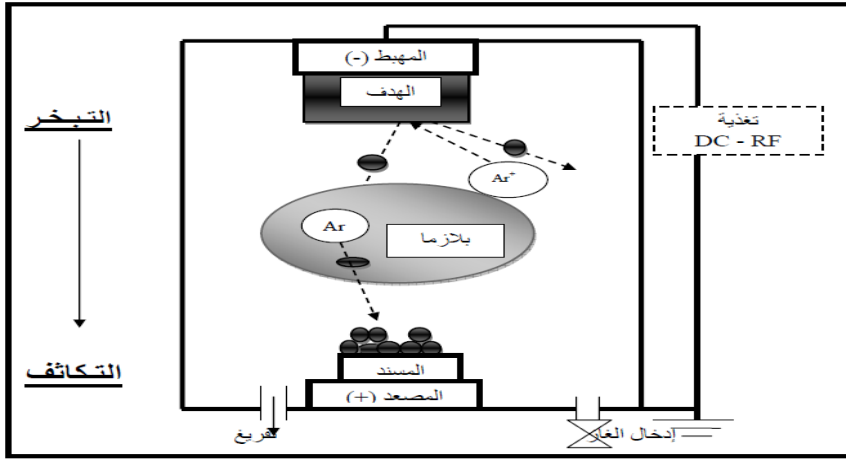 المهبط (-)
الهدف
التبخر
تغذية
DC - RF
Ar⁺
Ar
بلازما
التكاثف
المسند
المصعد (+)
تفريغ
إدخال الغاز